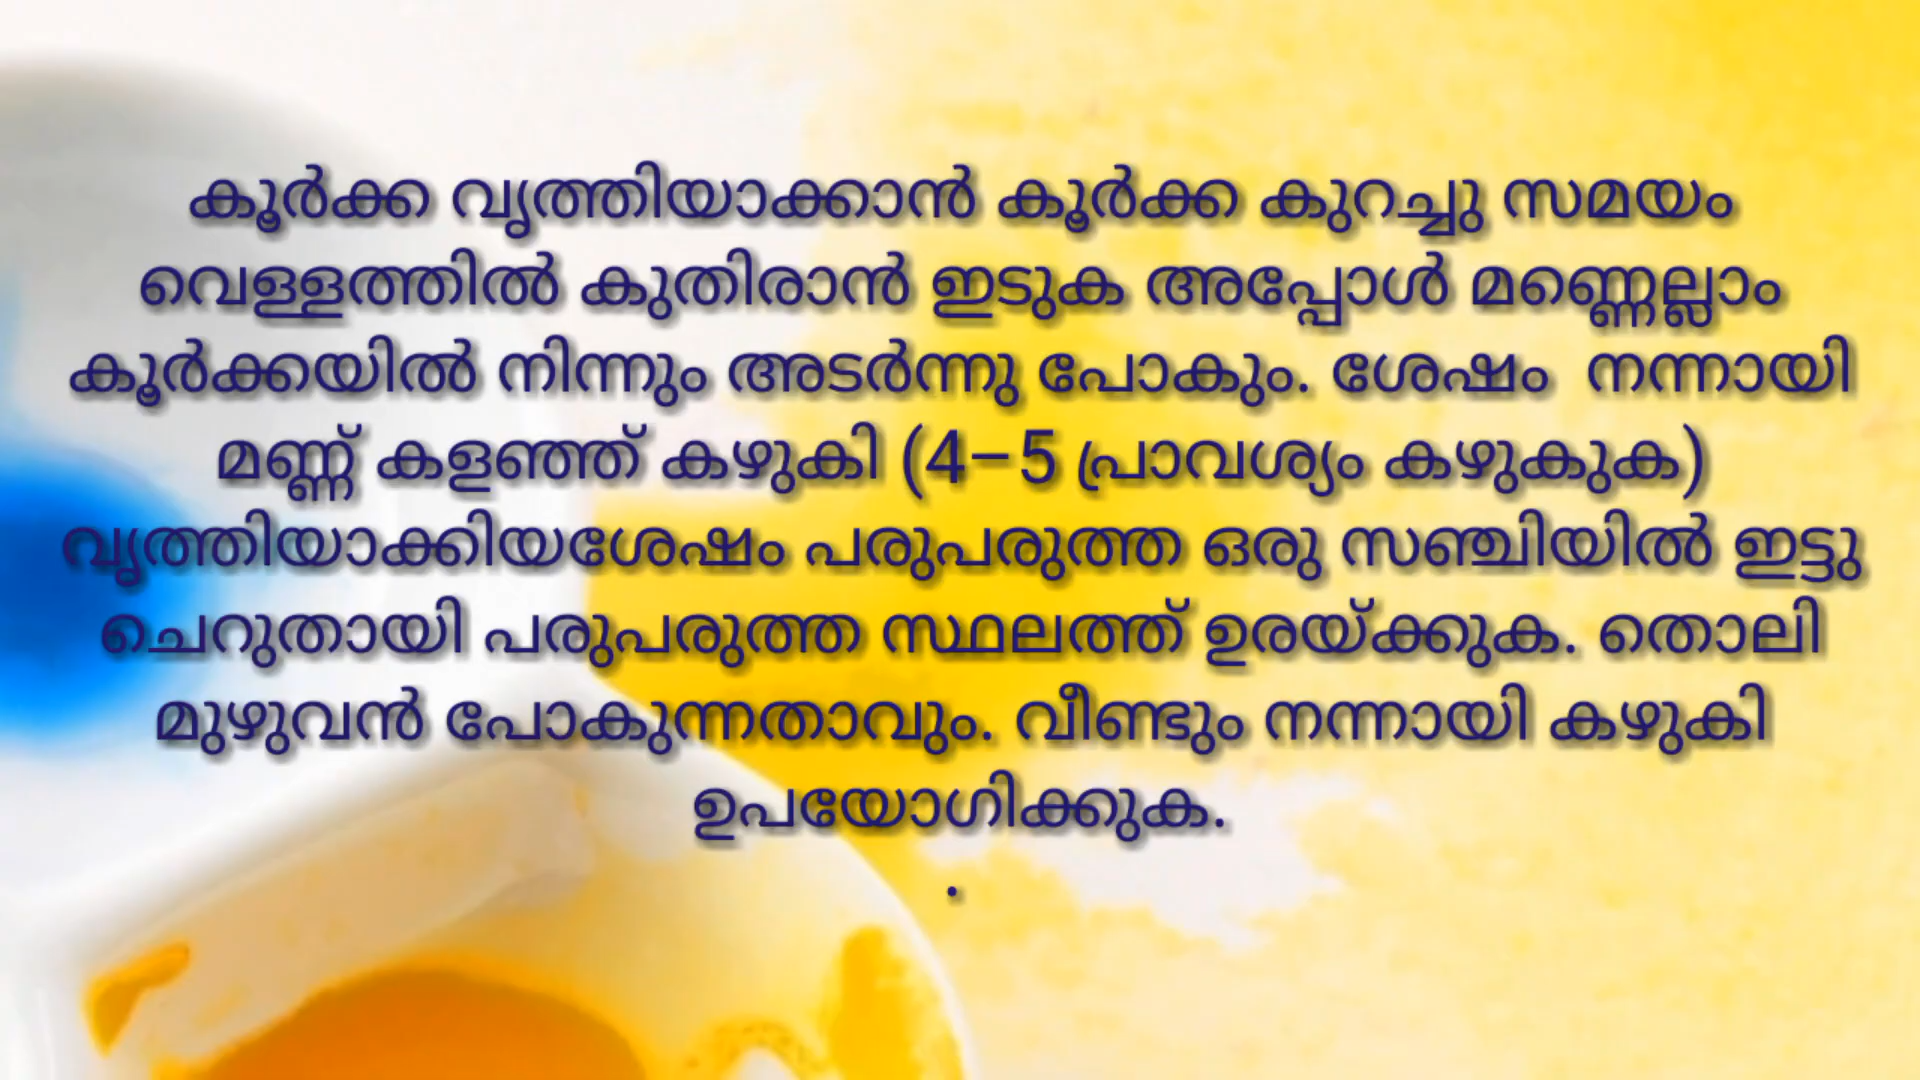 കൂർക്ക വൃത്തിയാക്കാൻ കൂർക്ക കുറച്ചു സമയം
വെള്ളത്തിൽ കുതിരാൻ ഇടുക അപ്പോൾ മണ്ണെല്ലാം
കൂർക്കയിൽ നിന്നും അടർന്നു പോകും. ശേഷം നന്നായി
മണ്ണ് കളഞ്ഞ് കഴുകി (4-5 പ്രാവശ്യം കഴുകുക)
വൃത്തിയാക്കിയശേഷം പരുപരുത്ത ഒരു സഞ്ചിയിൽ ഇട്ടു
ചെറുതായി പരുപരുത്ത സ്ഥലത്ത് ഉരയ്ക്കുക. തൊലി
മുഴുവൻ പോകുന്നതാവും. വീണ്ടും നന്നായി കഴുകി
ഉപയോഗിക്കുക.
.